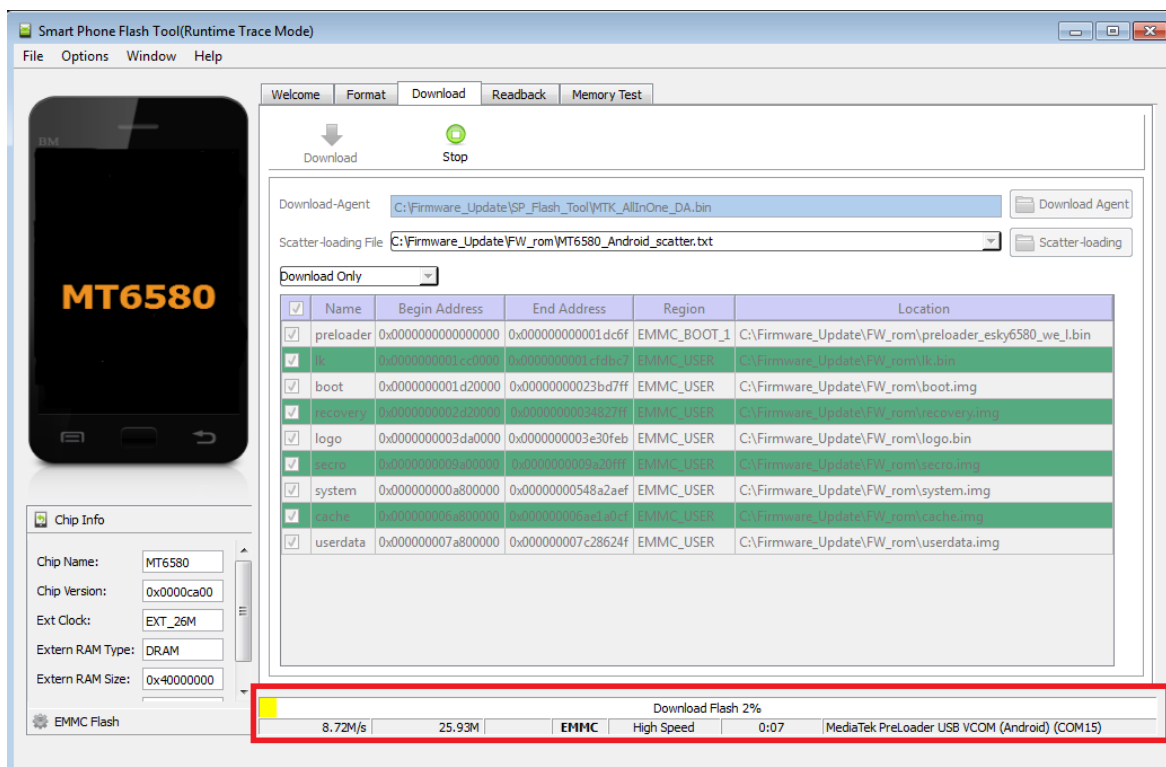 Smart Phone Flash Tool(Runtime Trace Mode)
File Options Window Help
BM
MT6580
Welcome Format Download Readback Memory Test
Download Stop
Download-Agent C:\Firmware_Update\SP_Flash_Tool\MTK_AllInOne_DA.bin Download Agent
Scatter-loading File C:\Firmware_Update\FW_rom\MT6580_Android_scatter.txt Scatter-loading
Download Only
Name Begin Address End Address Region Location
preloader 0x0000000000000000 0x000000000001dc6f EMMC_BOOT_1 C:\Firmware_Update\FW_rom\preloader_esky6580_we_l.bin
lk 0x0000000001cc0000 0x0000000001cfdbc7 EMMC_USER C:\Firmware_Update\FW_rom\lk.bin
boot 0x0000000001d20000 0x00000000023bd7ff EMMC_USER C:\Firmware_Update\FW_rom\boot.img
recovery 0x0000000002d20000 0x00000000034827ff EMMC_USER C:\Firmware_Update\FW_rom\recovery.img
logo 0x0000000003da0000 0x0000000003e30feb EMMC_USER C:\Firmware_Update\FW_rom\logo.bin
secro 0x0000000009a00000 0x0000000009a20fff EMMC_USER C:\Firmware_Update\FW_rom\secro.img
system 0x000000000a800000 0x00000000548a2aef EMMC_USER C:\Firmware_Update\FW_rom\system.img
cache 0x000000006a800000 0x000000006ae1a0cf EMMC_USER C:\Firmware_Update\FW_rom\cache.img
userdata 0x000000007a800000 0x000000007c28624f EMMC_USER C:\Firmware_Update\FW_rom\userdata.img
Chip Info
Chip Name: MT6580
Chip Version: 0x0000ca00
Ext Clock: EXT_26M
Extern RAM Type: DRAM
Extern RAM Size: 0x40000000
EMMC Flash
Download Flash 2%
8.72M/s 25.93M EMMC High Speed 0:07 MediaTek PreLoader USB VCOM (Android) (COM15)